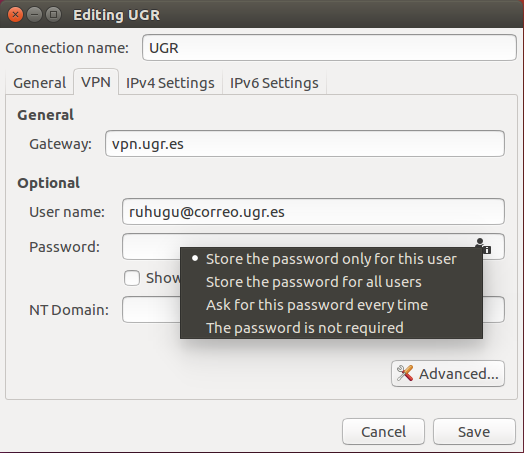 Editing UGR
Connection name: UGR
General VPN IPv4 Settings IPv6 Settings
General
Gateway: vpn.ugr.es
Optional
User name: ruhugu@correo.ugr.es
Password:
Store the password only for this user
Show
Store the password for all users
Ask for this password every time
NT Domain:
The password is not required
Advanced...
Cancel Save